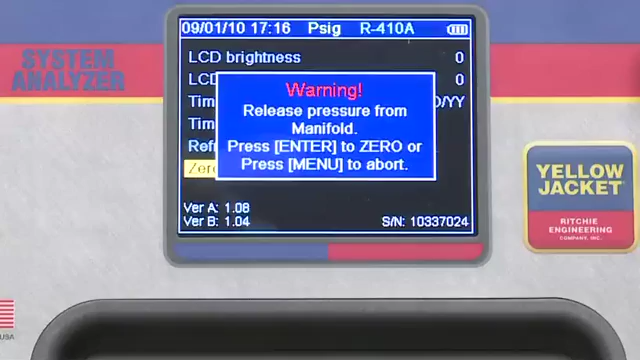 SYSTEM
ANALYZER
09/01/10 17:16 Psig R-410A
LCD brightness 0
LCD 0
Tim D/YY
Tim
Refr
Zero
Warning!
Release pressure from
Manifold.
Press [ENTER] to ZERO or
Press [MENU] to abort.
Ver A: 1.08
Ver B: 1.04
S/N: 10337024
YELLOW
JACKET
RITCHIE
ENGINEERING
COMPANY, INC.
USA